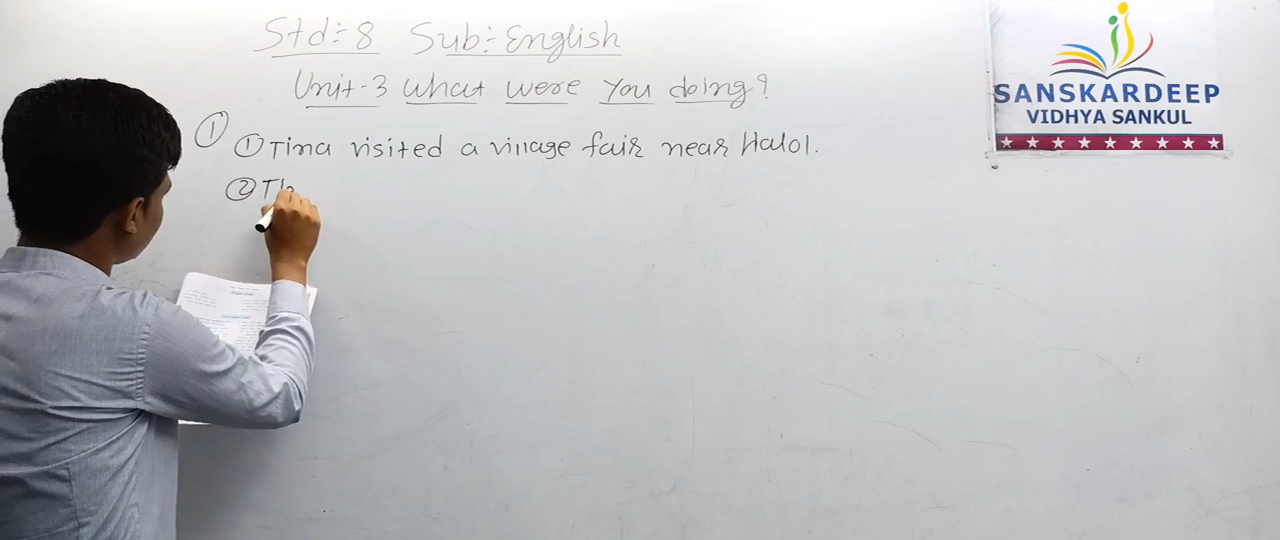 Std:- 8 Sub:- English
Unit-3 What were you doing?
①
① Tina visited a village fair near Halol.
② Th
SANSKARDEEP
VIDHYA SANKUL